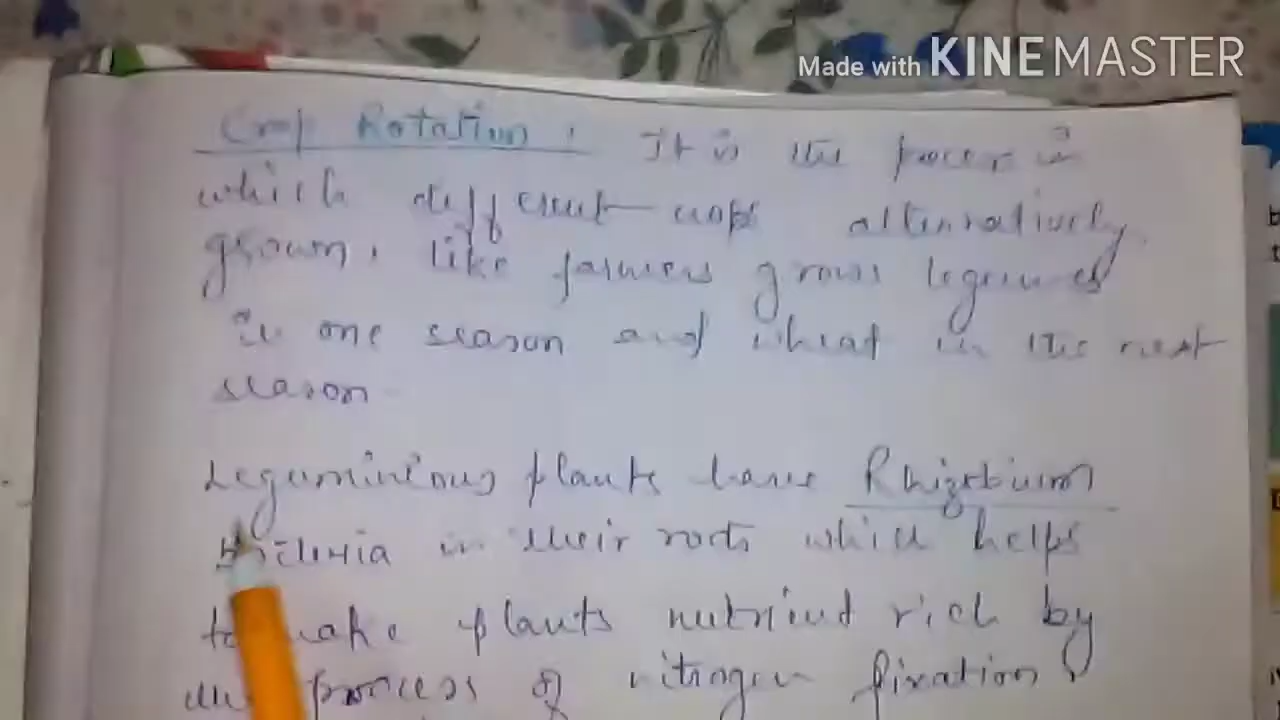 Made with KINEMASTER
Crop Rotation : It is the process in
which different crops alternatively
grown, like farmers grows legumes
in one season and wheat in the next
season.
Leguminious plants have Rhizobium
Bacteria in their roots which helps
to make plants nutrient rich by
the process of nitrogen fixation,